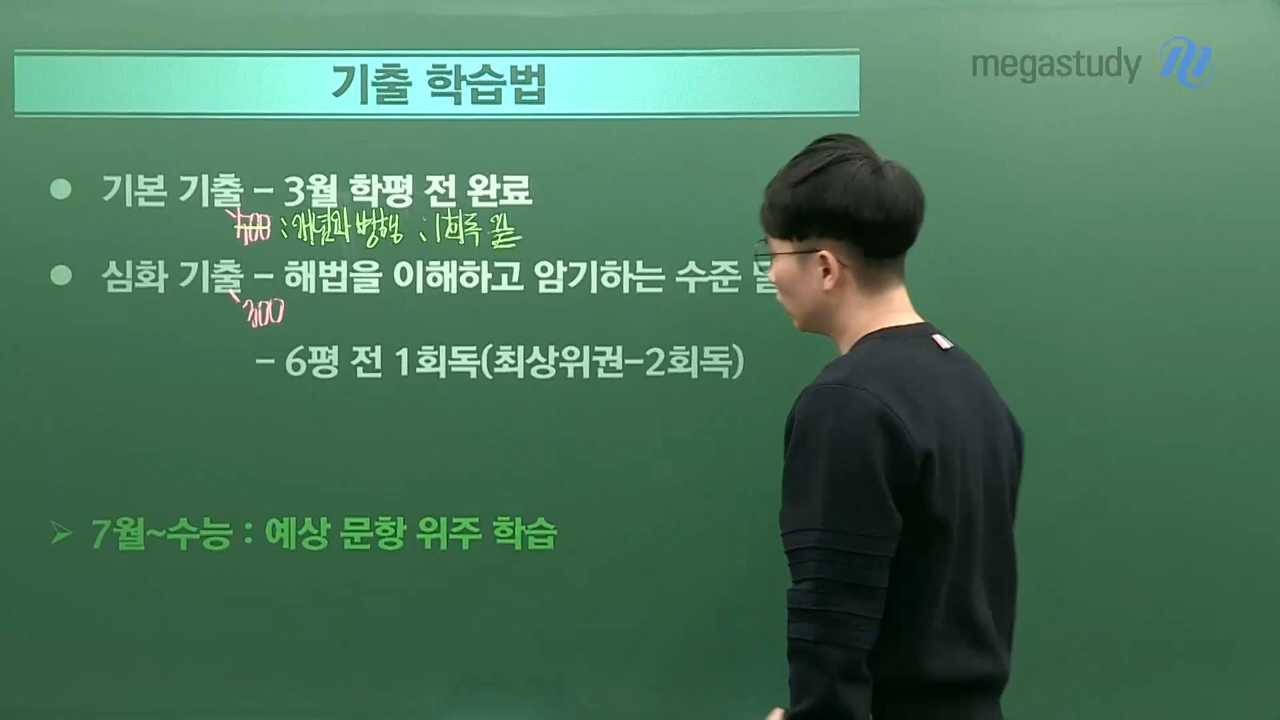 기출 학습법
megastudy
기본 기출 - 3월 학평 전 완료
: 개념과 병행 : 1회독 끝
심화 기출 - 해법을 이해하고 암기하는 수준
300
- 6평 전 1회독(최상위권-2회독)
7월~수능 : 예상 문항 위주 학습